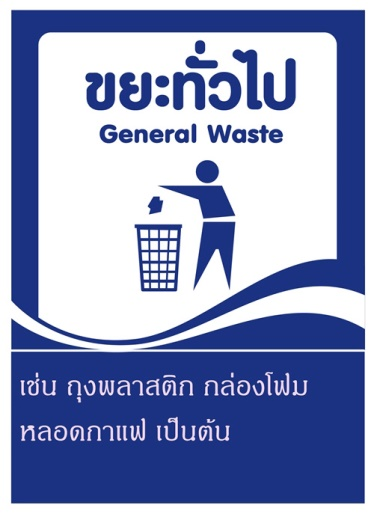 ขยะทั่วไป
General Waste
เช่น ถุงพลาสติก กล่องโฟม
หลอดกาแฟ เป็นต้น